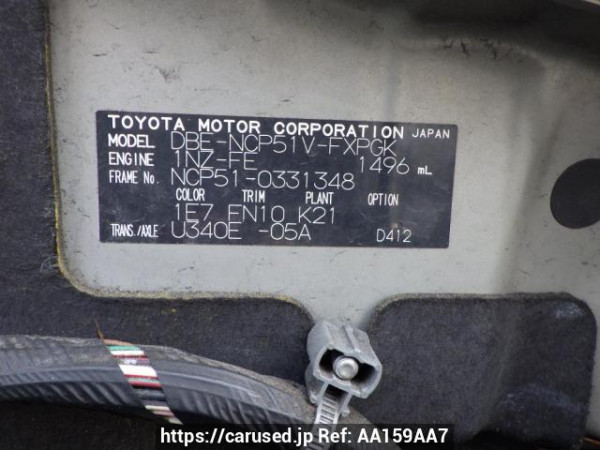 TOYOTA MOTOR CORPORATION JAPAN
MODEL DBE-NCP51V-FXPGK
ENGINE 1NZ-FE 1496 mL
FRAME No. NCP51-0331348
COLOR TRIM PLANT OPTION
1E7 FN10 K21
TRANS./AXLE U340E -05A D412
https://carused.jp Ref: AA159AA7